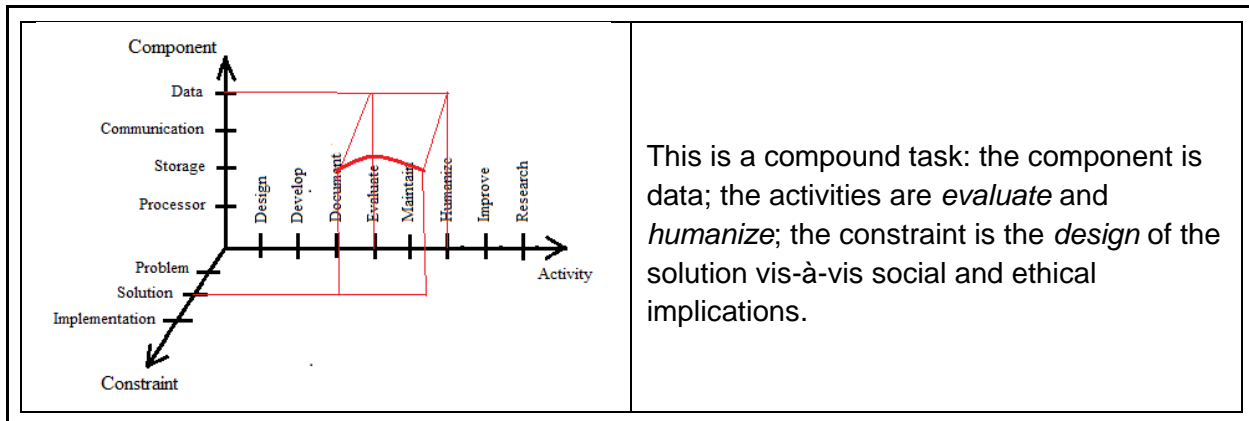 Component
Data
Communication
Storage
Processor
Design
Develop
Document
Evaluate
Maintain
Humanize
Improve
Research
Activity
Problem
Solution
Implementation
Constraint
This is a compound task: the component is
data; the activities are evaluate and
humanize; the constraint is the design of the
solution vis-à-vis social and ethical
implications.